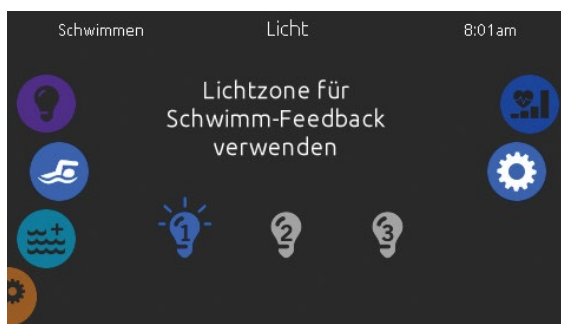 Schwimmen
Licht
8:01am
Lichtzone für
Schwimm-Feedback
verwenden
1
2
3